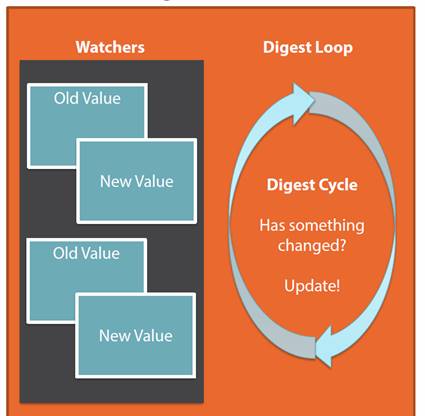 Watchers
Old Value
New Value
Old Value
New Value
Digest Loop
Digest Cycle
Has something
changed?
Update!